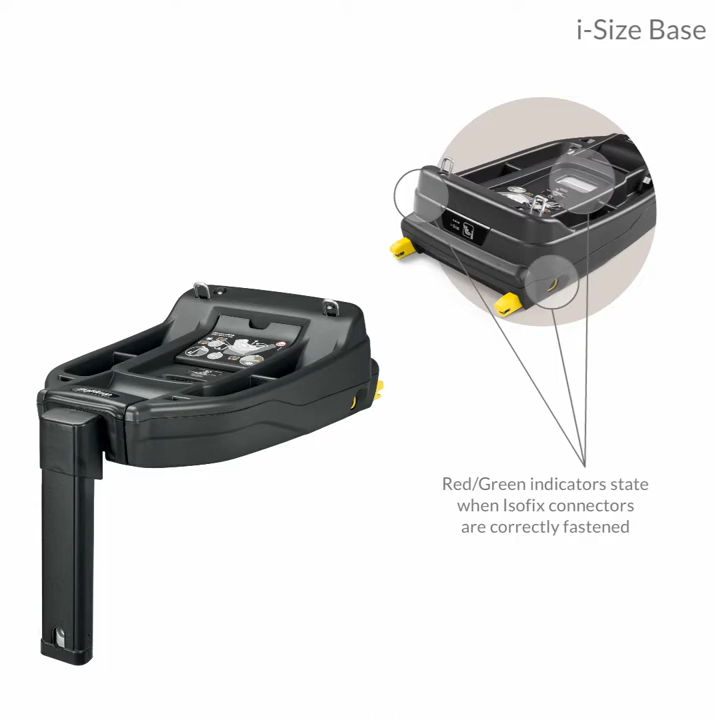 i-Size Base
Red/Green indicators state
when Isofix connectors
are correctly fastened